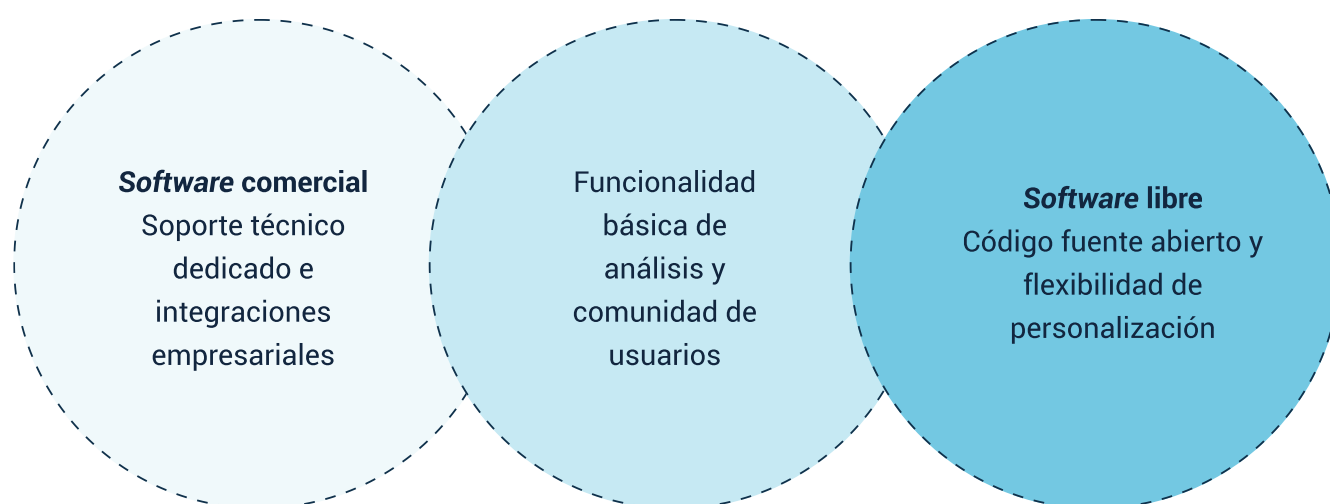 Software comercial
Soporte técnico
dedicado e
integraciones
empresariales
Funcionalidad
básica de
análisis y
comunidad de
usuarios
Software libre
Código fuente abierto y
flexibilidad de
personalización